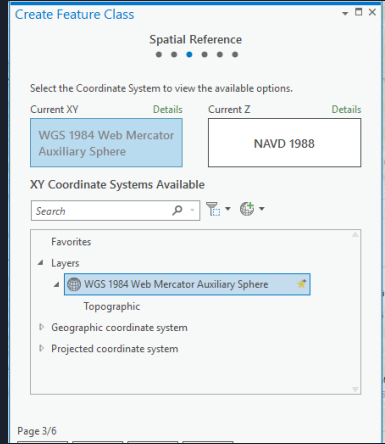 Create Feature Class
Spatial Reference
Select the Coordinate System to view the available options.
Current XY Details Current Z Details
WGS 1984 Web Mercator
Auxiliary Sphere
NAVD 1988
XY Coordinate Systems Available
Search
Favorites
Layers
WGS 1984 Web Mercator Auxiliary Sphere
Topographic
Geographic coordinate system
Projected coordinate system
Page 3/6